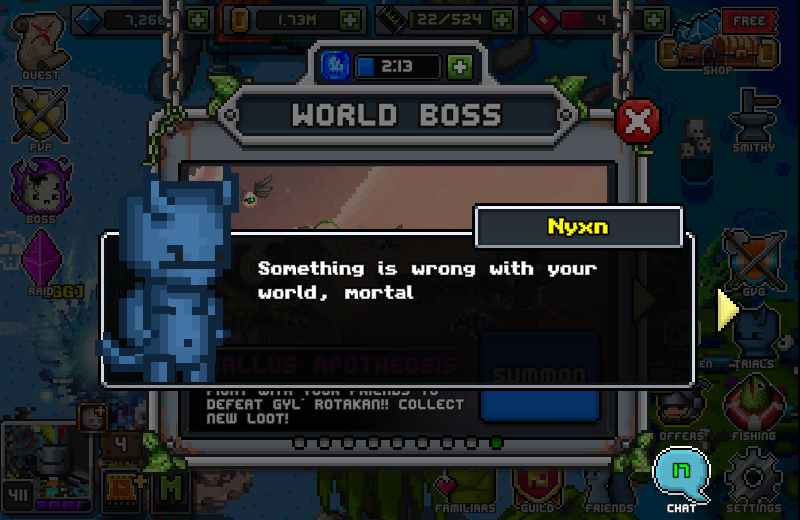 7,266
1.73M
22/524
4
FREE
QUEST
SHOP
2:13
WORLD BOSS
PVP
SMITHY
BOSS
Nyxn
Something is wrong with your
world, mortal
RAID
GVG
TRIALS
ALLUS APOTHEOSIS
SUMMON
FIGHT WITH YOUR FRIENDS TO
DEFEAT GYL' ROTAKAN!! COLLECT
NEW LOOT!
OFFERS
FISHING
4
411
M
n
FAMILIARS
GUILD
FRIENDS
CHAT
SETTINGS